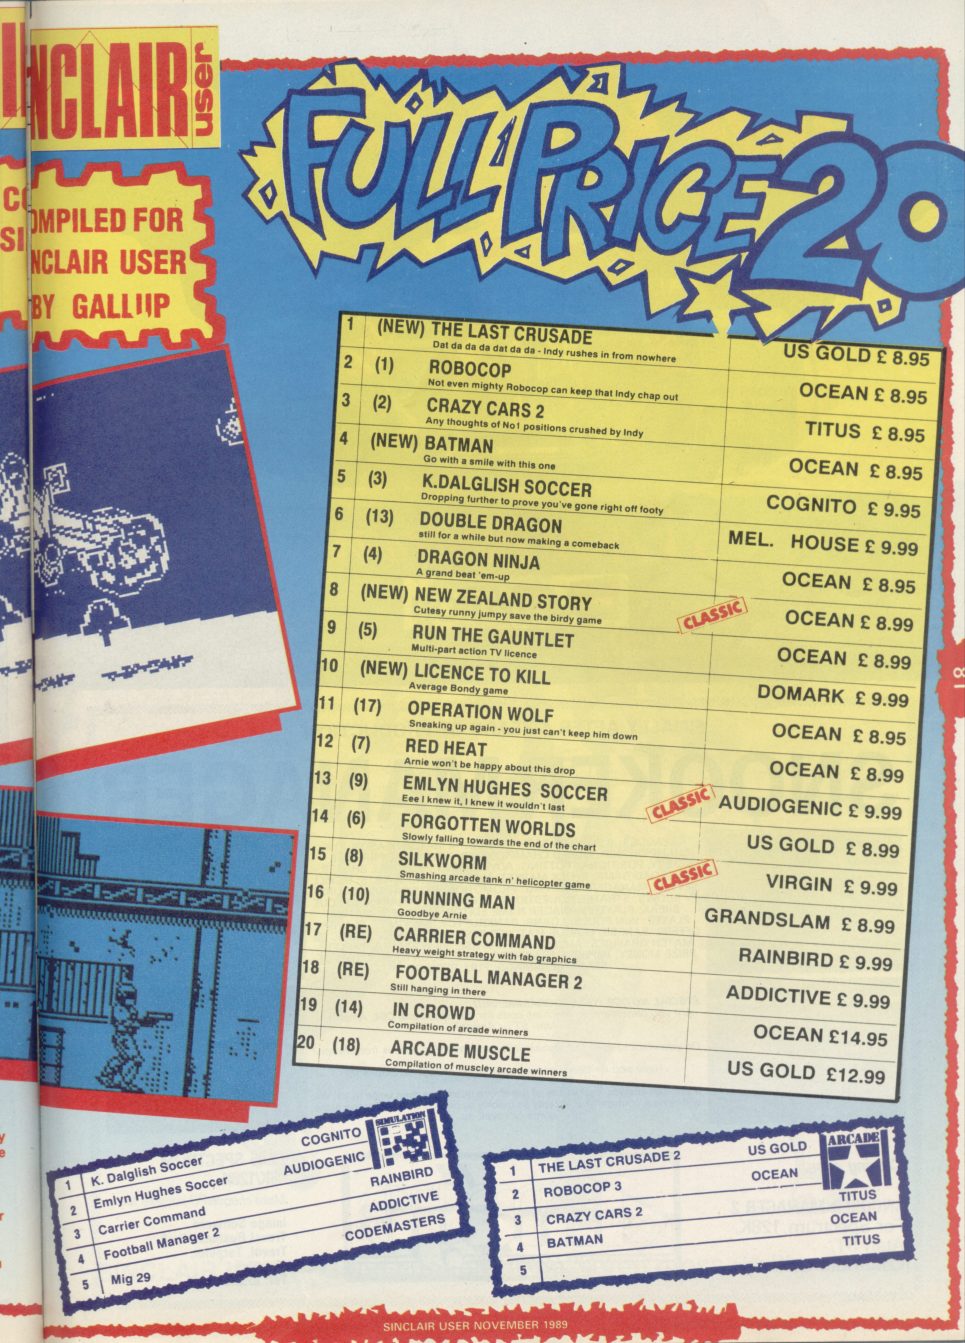 NCLAIR
user
FULL PRICE 20
OMPILED FOR
NCLAIR USER
BY GALLUP
1 (NEW) THE LAST CRUSADE US GOLD £ 8.95
Dat da da da dat da da - Indy rushes in from nowhere
2 (1) ROBOCOP OCEAN £ 8.95
Not even mighty Robocop can keep that Indy chap out
3 (2) CRAZY CARS 2 TITUS £ 8.95
Any thoughts of No1 positions crushed by Indy
4 (NEW) BATMAN OCEAN £ 8.95
Go with a smile with this one
5 (3) K.DALGLISH SOCCER COGNITO £ 9.95
Dropping further to prove you've gone right off footy
6 (13) DOUBLE DRAGON MEL. HOUSE £ 9.99
still for a while but now making a comeback
7 (4) DRAGON NINJA OCEAN £ 8.95
A grand beat 'em-up
8 (NEW) NEW ZEALAND STORY CLASSIC OCEAN £ 8.99
Cutesy runny jumpy save the birdy game
9 (5) RUN THE GAUNTLET OCEAN £ 8.99
Multi-part action TV licence
10 (NEW) LICENCE TO KILL DOMARK £ 9.99
Average Bondy game
11 (17) OPERATION WOLF OCEAN £ 8.95
Sneaking up again - you just can't keep him down
12 (7) RED HEAT OCEAN £ 8.99
Arnie won't be happy about this drop
13 (9) EMLYN HUGHES SOCCER CLASSIC AUDIOGENIC £ 9.99
Eee I knew it, I knew it wouldn't last
14 (6) FORGOTTEN WORLDS US GOLD £ 8.99
Slowly falling towards the end of the chart
15 (8) SILKWORM CLASSIC VIRGIN £ 9.99
Smashing arcade tank n' helicopter game
16 (10) RUNNING MAN GRANDSLAM £ 8.99
Goodbye Arnie
17 (RE) CARRIER COMMAND RAINBIRD £ 9.99
Heavy weight strategy with fab graphics
18 (RE) FOOTBALL MANAGER 2 ADDICTIVE £ 9.99
Still hanging in there
19 (14) IN CROWD OCEAN £14.95
Compilation of arcade winners
20 (18) ARCADE MUSCLE US GOLD £12.99
Compilation of muscley arcade winners
SIMULATION
1 K. Dalglish Soccer COGNITO
2 Emlyn Hughes Soccer AUDIOGENIC
3 Carrier Command RAINBIRD
4 Football Manager 2 ADDICTIVE
5 Mig 29 CODEMASTERS
ARCADE
1 THE LAST CRUSADE 2 US GOLD
2 ROBOCOP 3 OCEAN
3 CRAZY CARS 2 TITUS
4 BATMAN OCEAN
5 TITUS
SINCLAIR USER NOVEMBER 1989